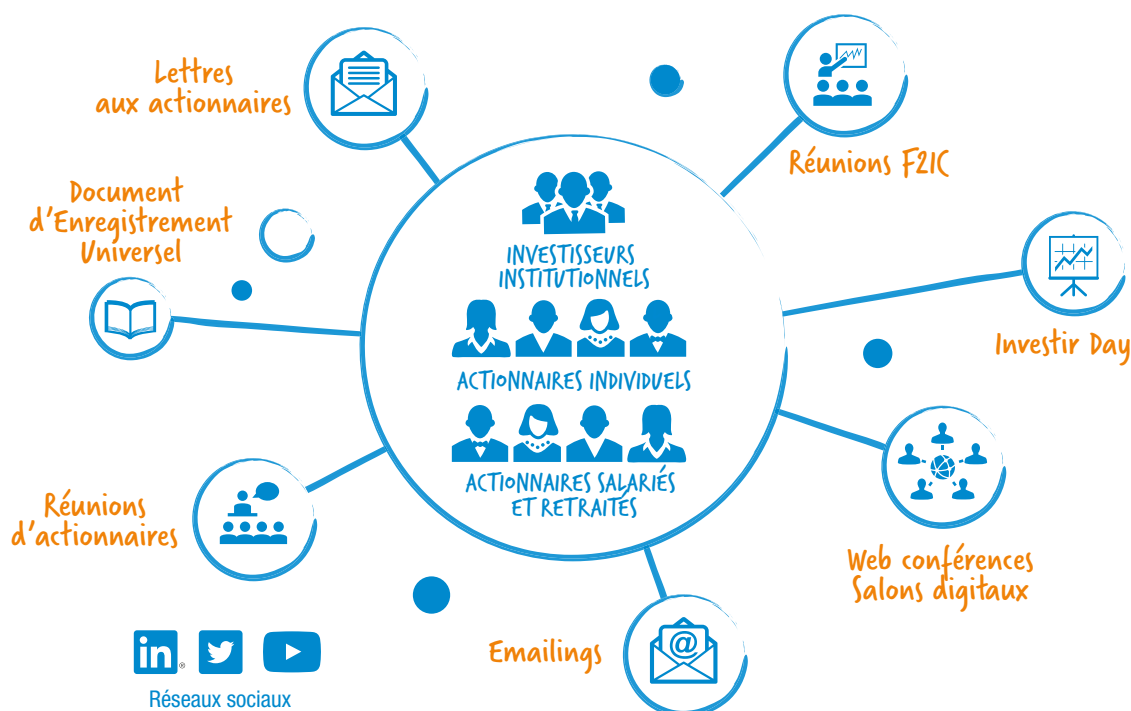 Lettres
aux actionnaires
Réunions F2IC
Document
d'Enregistrement
Universel
INVESTISSEURS
INSTITUTIONNELS
Investir Day
ACTIONNAIRES INDIVIDUELS
ACTIONNAIRES SALARIÉS
ET RETRAITÉS
Réunions
d'actionnaires
Web conférences
Salons digitaux
@
Emailings
in®
Réseaux sociaux